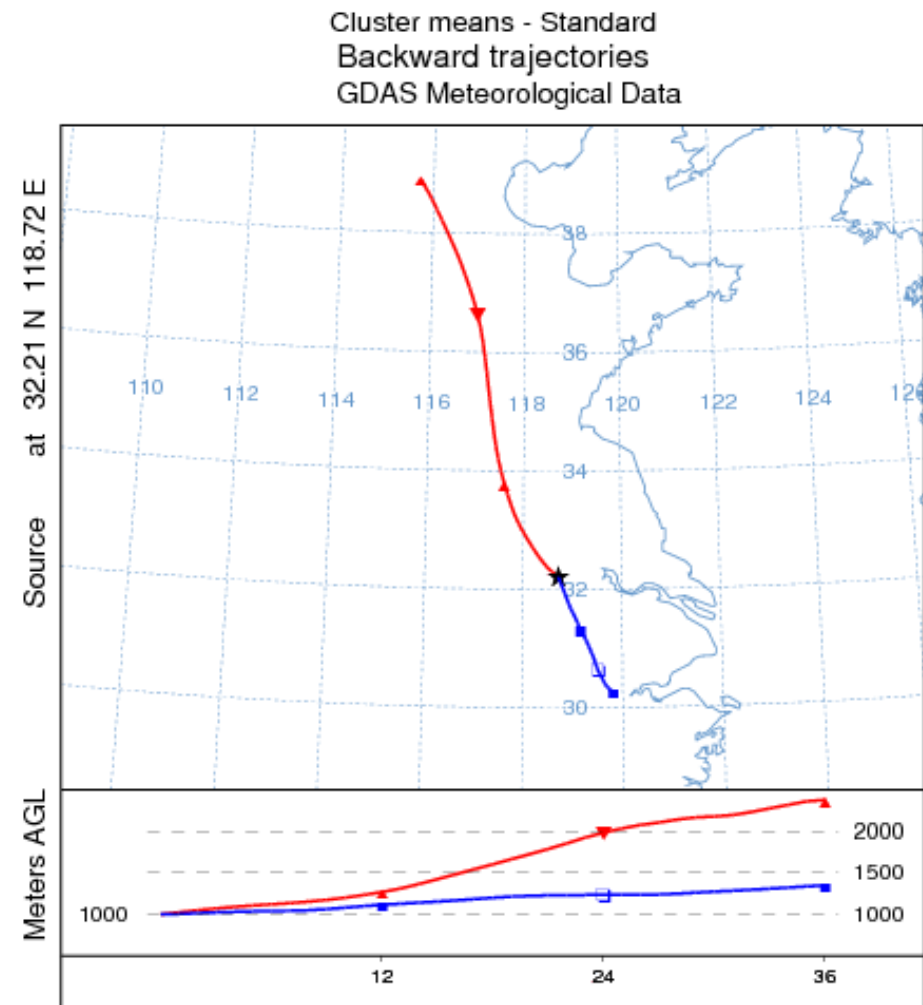 Cluster means - Standard
Backward trajectories
GDAS Meteorological Data
Source at 32.21 N 118.72 E
38
36
110 112 114 116 118 120 122 124 126
34
32
30
Meters AGL
2000
1500
1000 1000
12 24 36